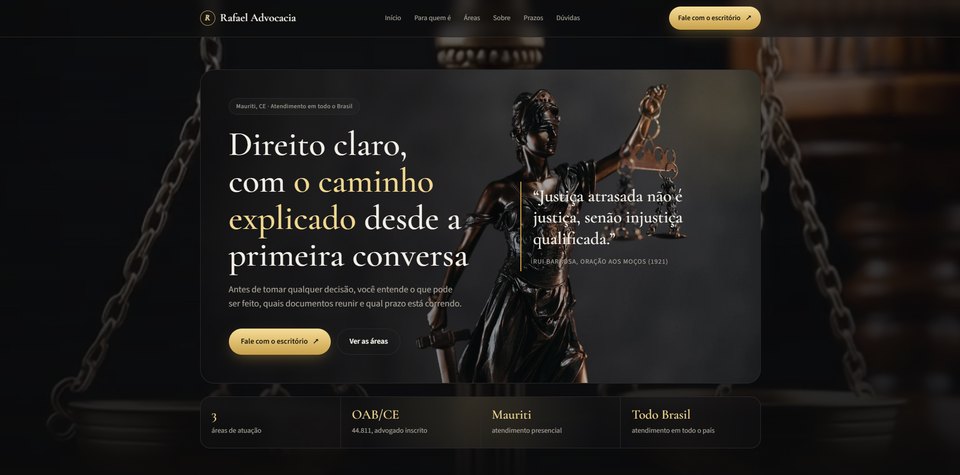 R Rafael Advocacia
Início Para quem é Áreas Sobre Prazos Dúvidas
Fale com o escritório ↗
Mauriti, CE · Atendimento em todo o Brasil
Direito claro,
com o caminho
explicado desde a
primeira conversa
Antes de tomar qualquer decisão, você entende o que pode
ser feito, quais documentos reunir e qual prazo está correndo.
Fale com o escritório ↗
Ver as áreas
“Justiça atrasada não é
justiça, senão injustiça
qualificada.”
RUI BARBOSA, ORAÇÃO AOS MOÇOS (1921)
3
áreas de atuação
OAB/CE
44.811, advogado inscrito
Mauriti
atendimento presencial
Todo Brasil
atendimento em todo o país